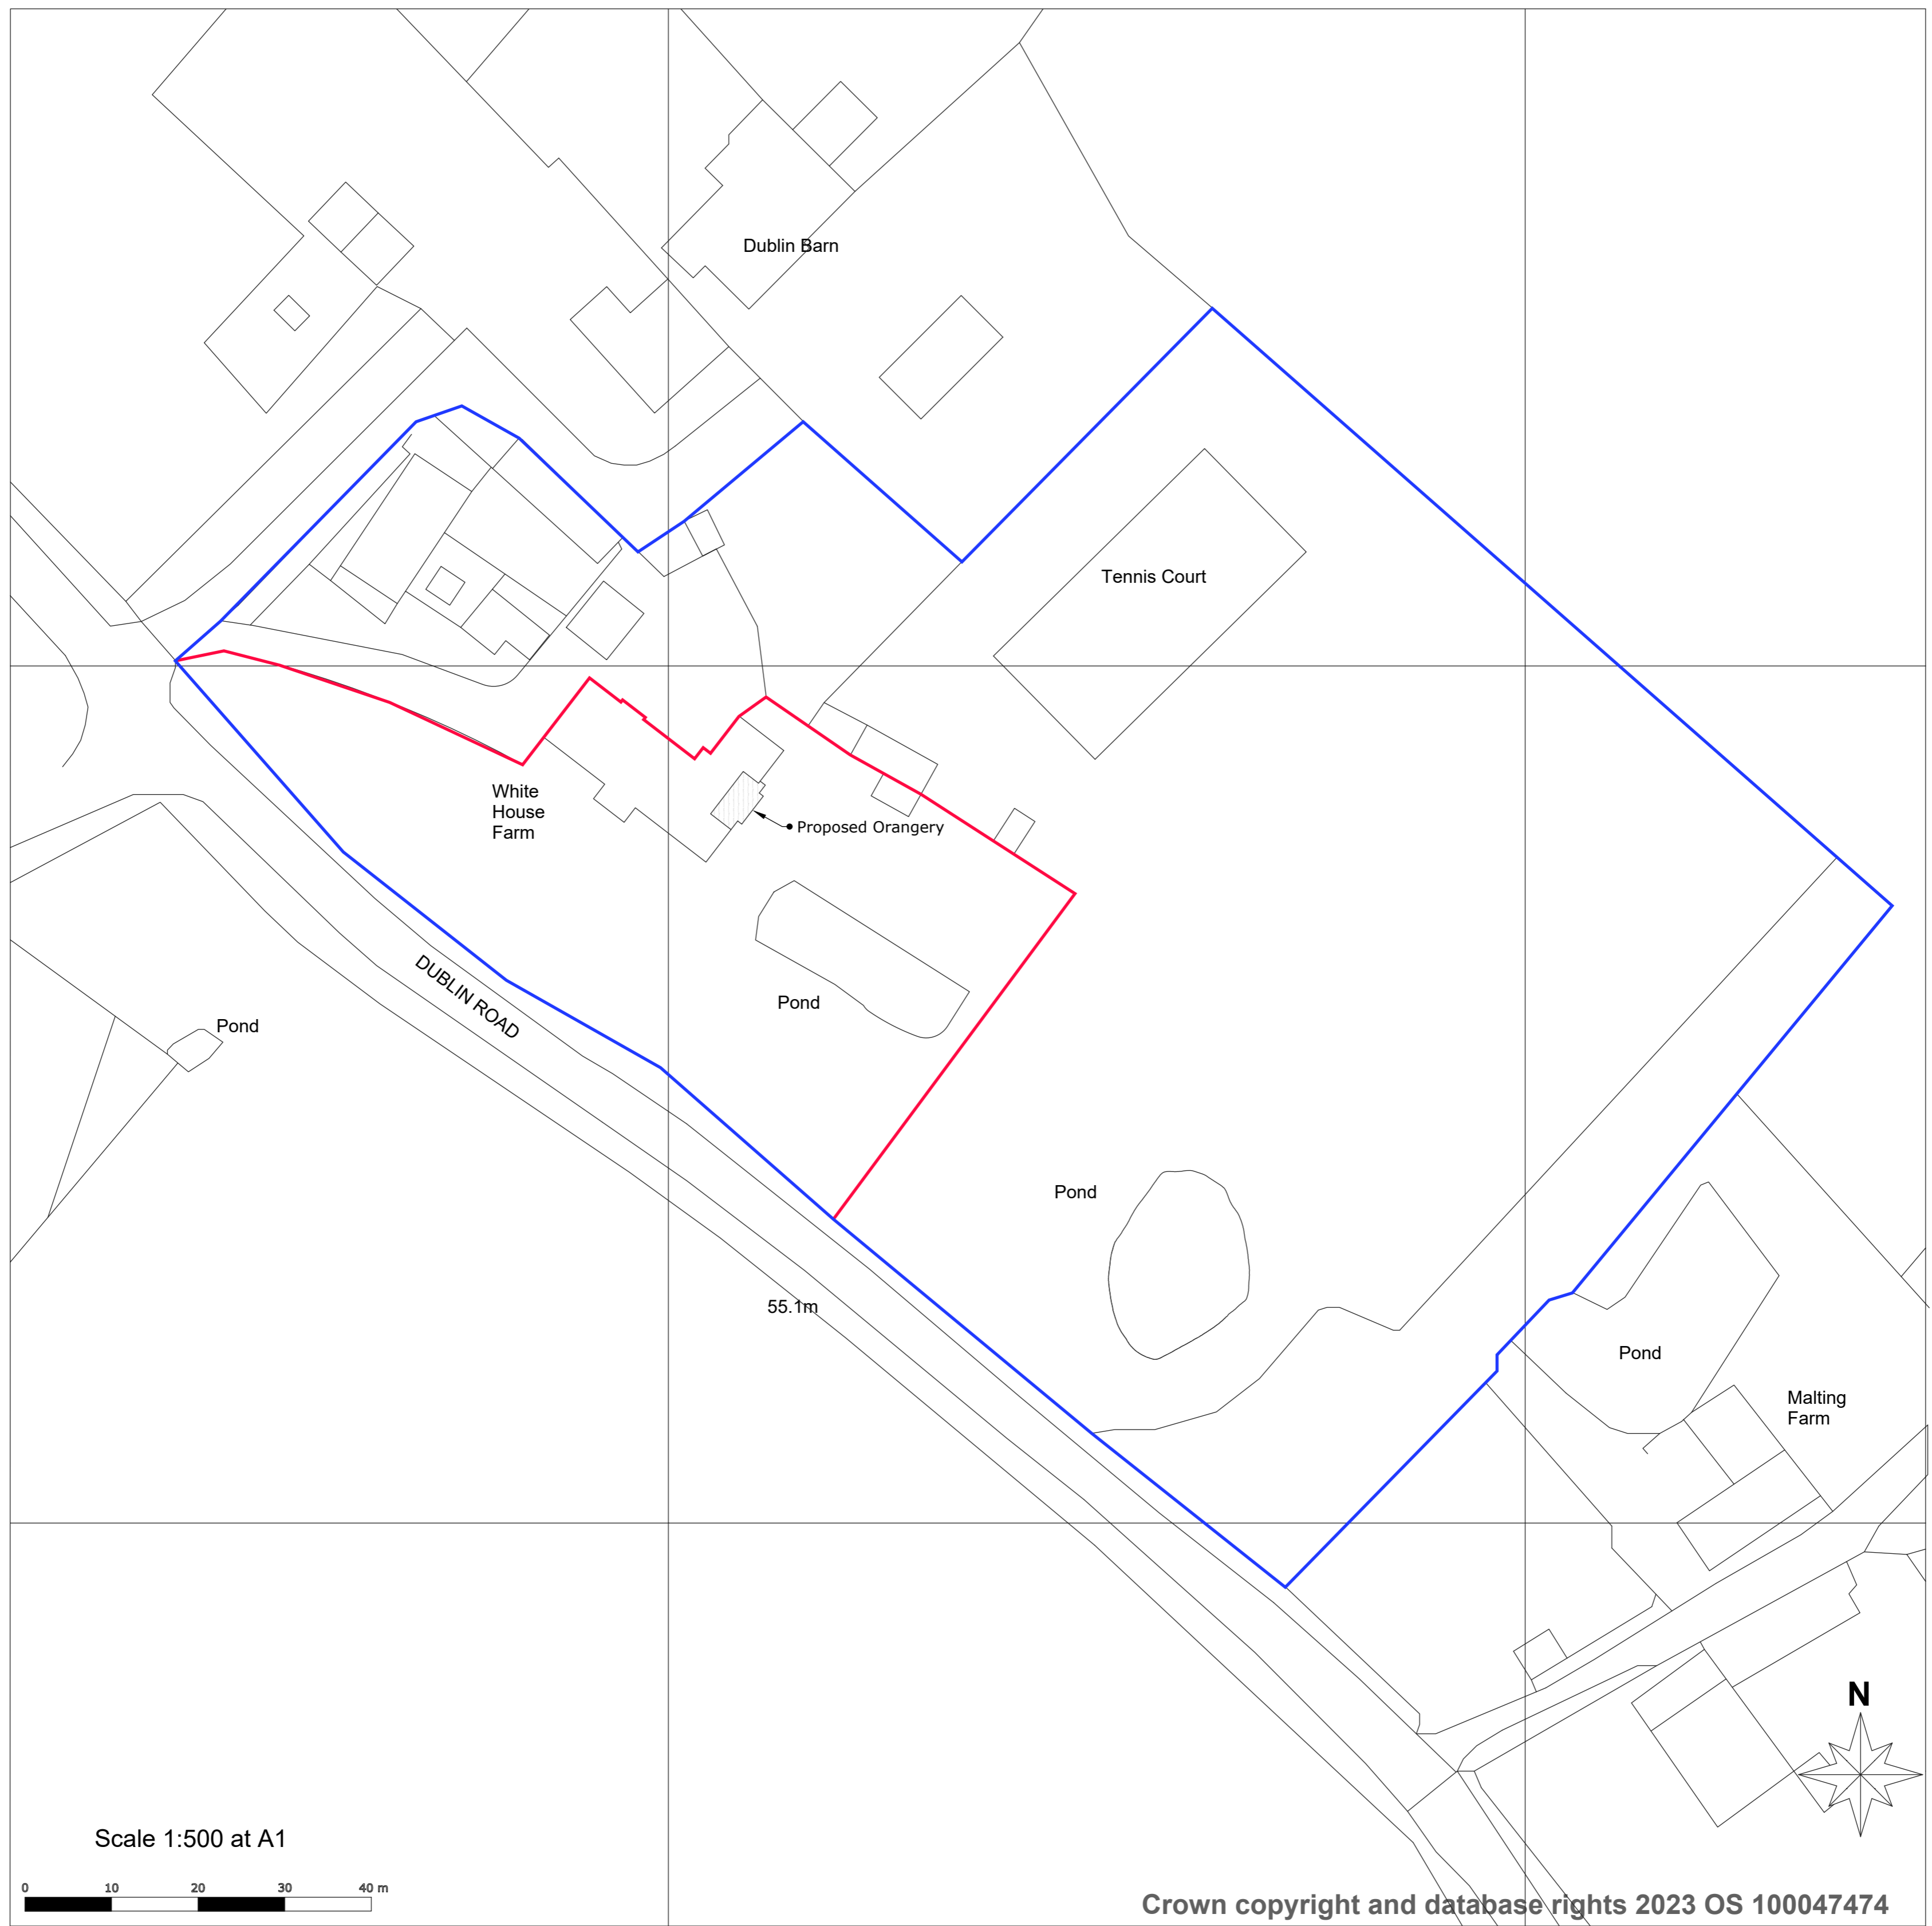 Dublin Barn
Tennis Court
White
House
Farm
Proposed Orangery
DUBLIN ROAD
Pond
Pond
Pond
55.1m
Pond
Malting
Farm
N
Scale 1:500 at A1
0 10 20 30 40 m
Crown copyright and database rights 2023 OS 100047474